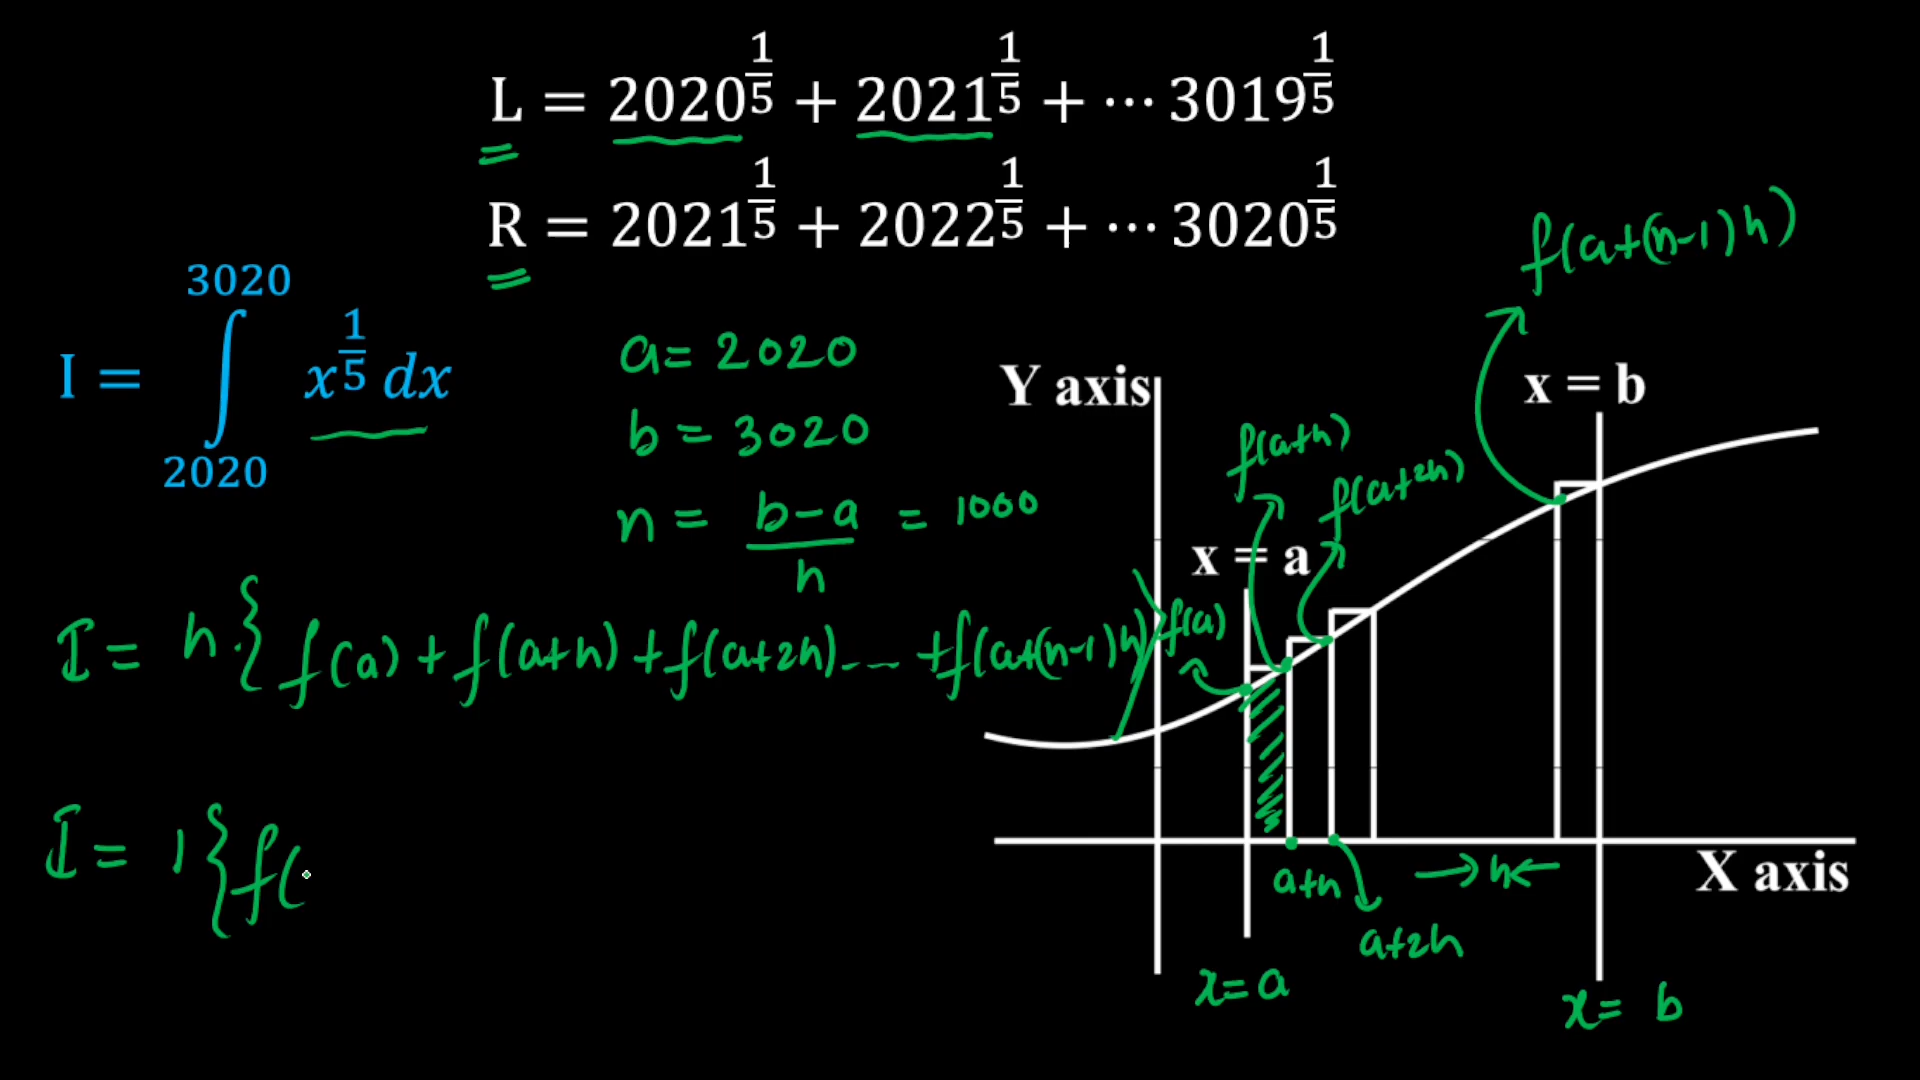 L = 2020^{1/5} + 2021^{1/5} + ⋯ 3019^{1/5}
R = 2021^{1/5} + 2022^{1/5} + ⋯ 3020^{1/5}
I = ∫_{2020}^{3020} x^{1/5} dx
a = 2020
b = 3020
n = \frac{b-a}{h} = 1000
I = h.{f(a) + f(a+h) + f(a+2h)---- + f(a+(n-1)h)}
I = 1{f(
f(a+(n-1)h)
Y axis
x = b
f(a+h)
f(a+2h)
x = a
f(a)
a+h
h
X axis
a+2h
x = a
x = b